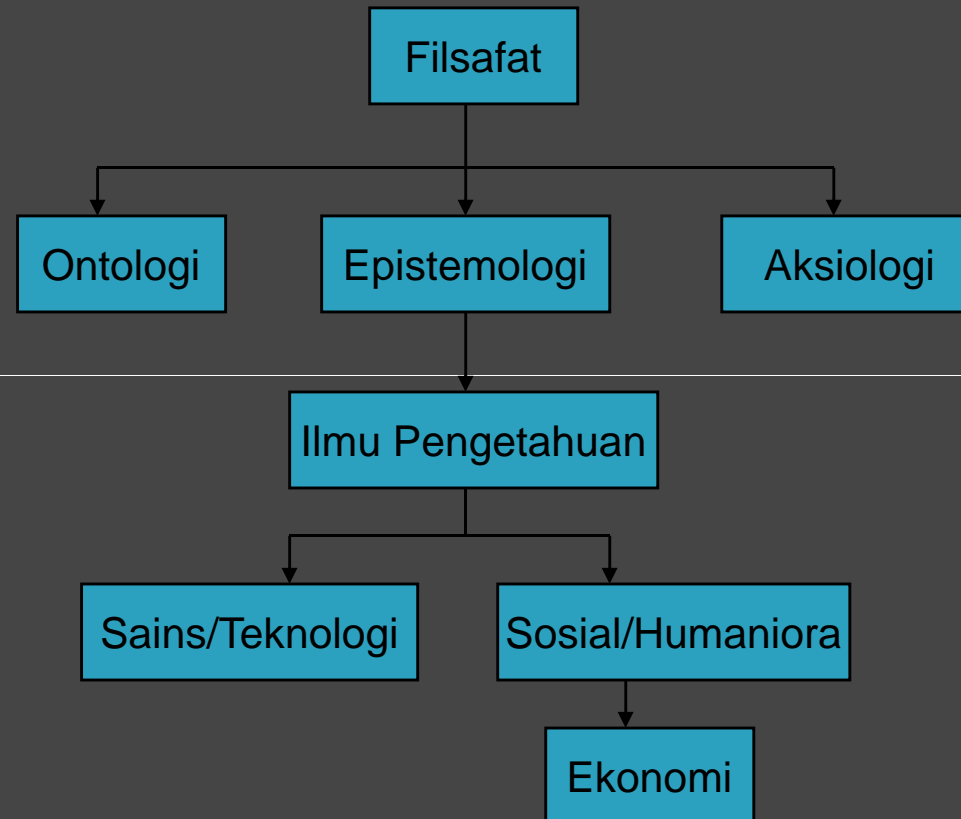 Filsafat
Ontologi
Epistemologi
Aksiologi
Ilmu Pengetahuan
Sains/Teknologi
Sosial/Humaniora
Ekonomi